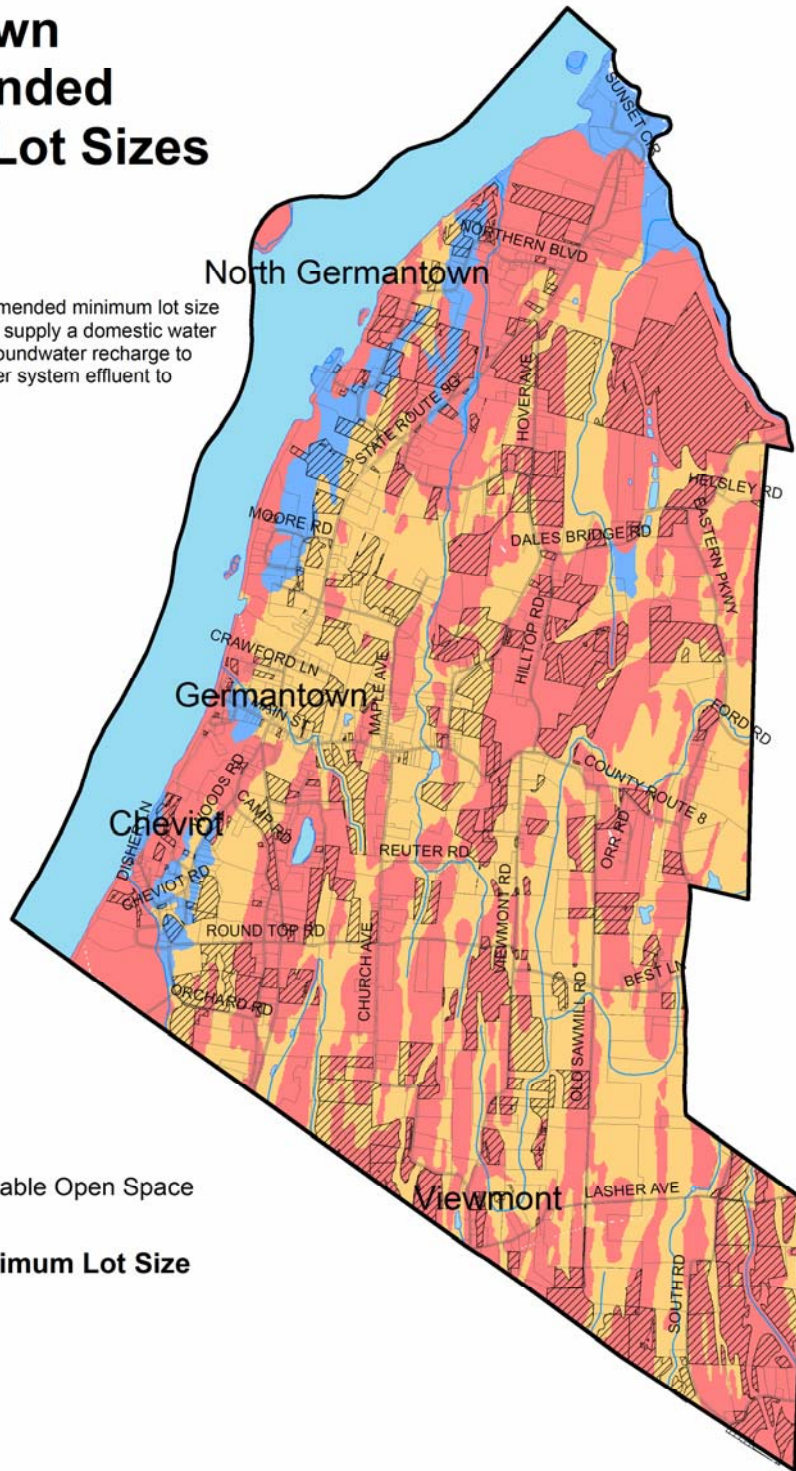 wn
nded
Lot Sizes
SUNSET CIR
NORTHERN BLVD
North Germantown
mended minimum lot size
supply a domestic water
oundwater recharge to
er system effluent to
STATE ROUTE 9G
HOVER AVE
HELSLEY RD
EASTERN PKWY
MOORE RD
DALES BRIDGE RD
HILLTOP RD
CRAWFORD LN
MAPLE AVE
Germantown
MAIN ST
FORD RD
WOODS RD
CAMP RD
COUNTY ROUTE 8
Cheviot
DISHER LN
REUTER RD
ORR RD
CHEVIOT RD
VIEWMONT RD
ROUND TOP RD
CHURCH AVE
BEST LN
ORCHARD RD
OLD SAWMILL RD
able Open Space
Viewmont
LASHER AVE
imum Lot Size
SOUTH RD